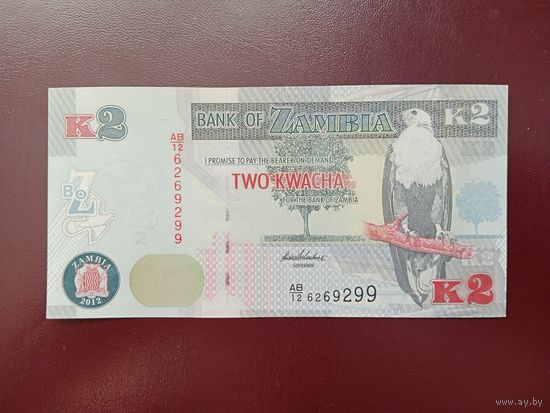 BANK OF ZAMBIA
K2
K2
AB/12 6269299
I PROMISE TO PAY THE BEARER ON DEMAND
TWO KWACHA
FOR THE BANK OF ZAMBIA
BoZ
GOVERNOR
ZAMBIA
2012
AB/12 6269299
K2
www.ay.by